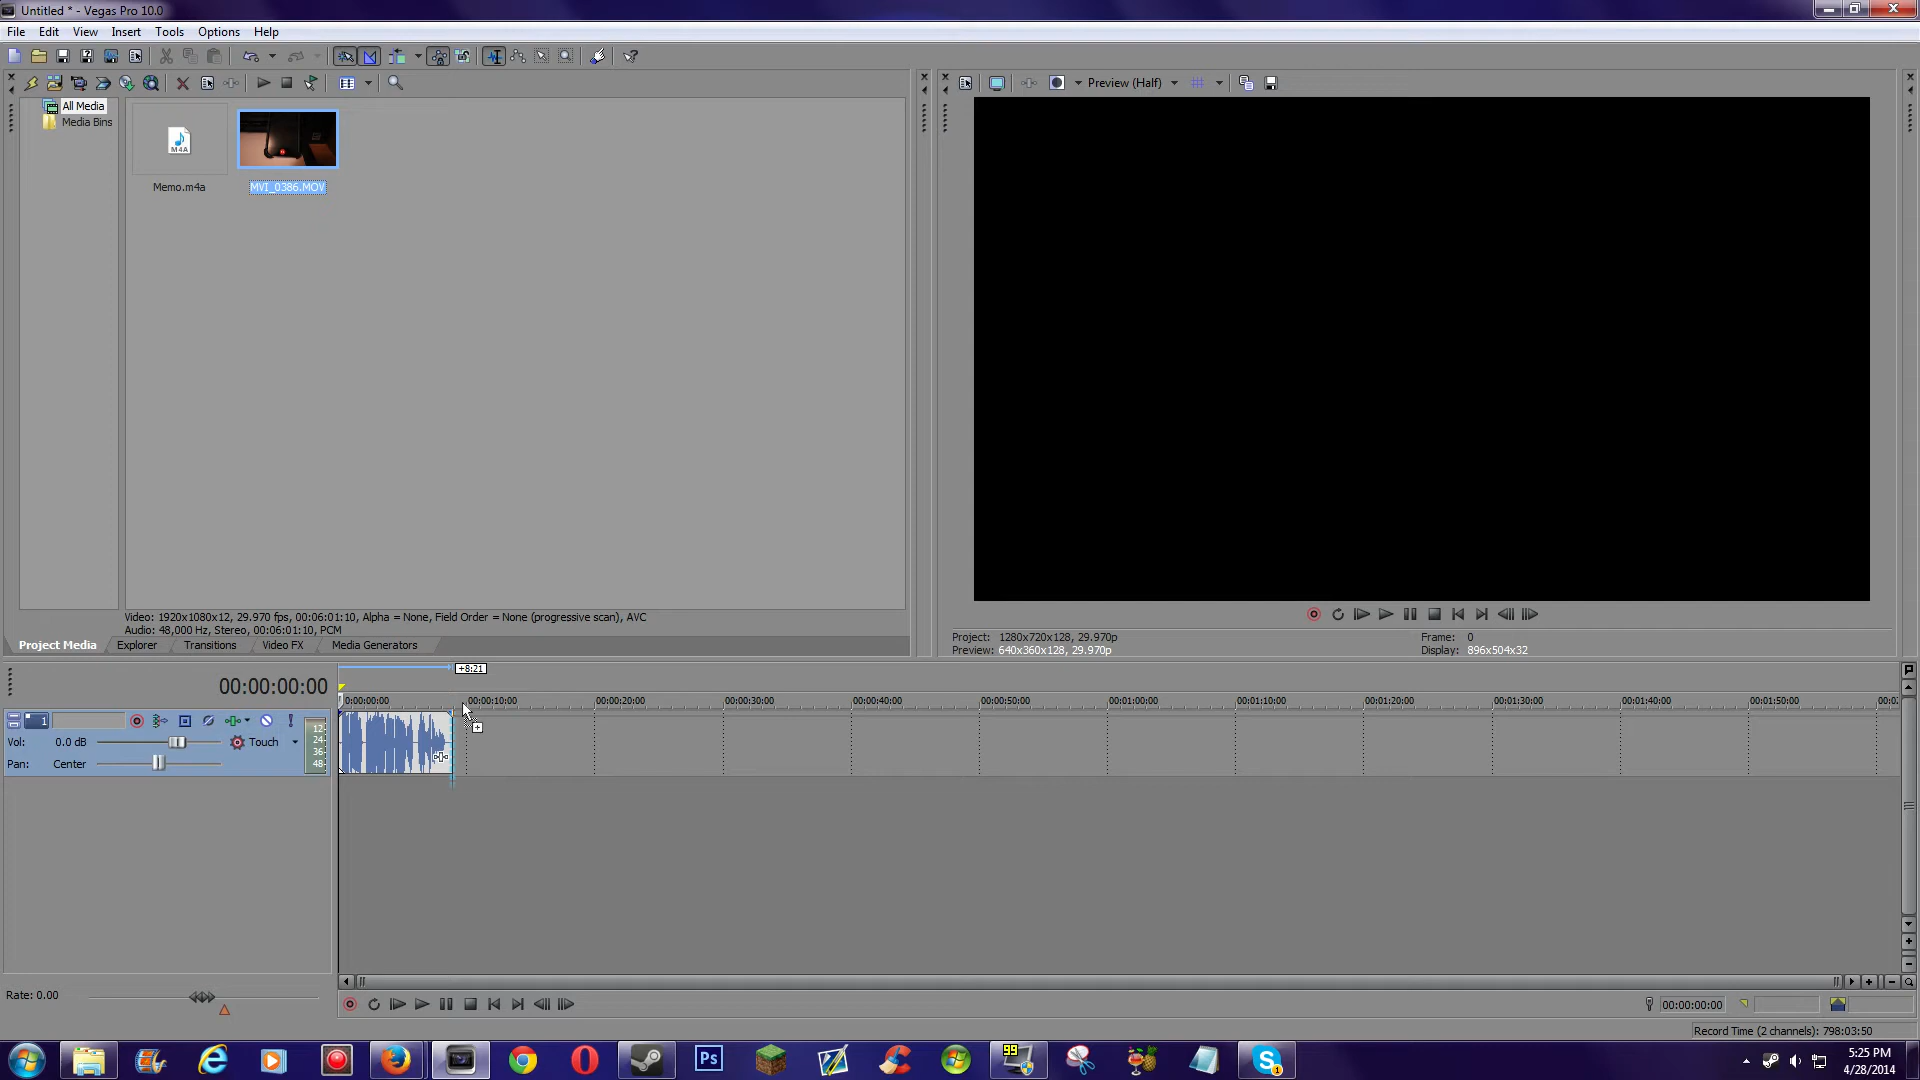 Untitled * - Vegas Pro 10.0
File Edit View Insert Tools Options Help
Preview (Half)
All Media
Media Bins
M4A
Memo.m4a
MVI_0386.MOV
Video: 1920x1080x12, 29.970 fps, 00:06:01:10, Alpha = None, Field Order = None (progressive scan), AVC
Audio: 48,000 Hz, Stereo, 00:06:01:10, PCM
Project Media Explorer Transitions Video FX Media Generators
Project: 1280x720x128, 29.970p
Preview: 640x360x128, 29.970p
Frame: 0
Display: 896x504x32
+8:21
00:00:00:00
0:00:00:00 00:00:10:00 00:00:20:00 00:00:30:00 00:00:40:00 00:00:50:00 00:01:00:00 00:01:10:00 00:01:20:00 00:01:30:00 00:01:40:00 00:01:50:00 00:0
1
Vol: 0.0 dB Touch
Pan: Center
12
24
36
48
Rate: 0.00
00:00:00:00
Record Time (2 channels): 798:03:50
Ps
99
S
1
5:25 PM
4/28/2014